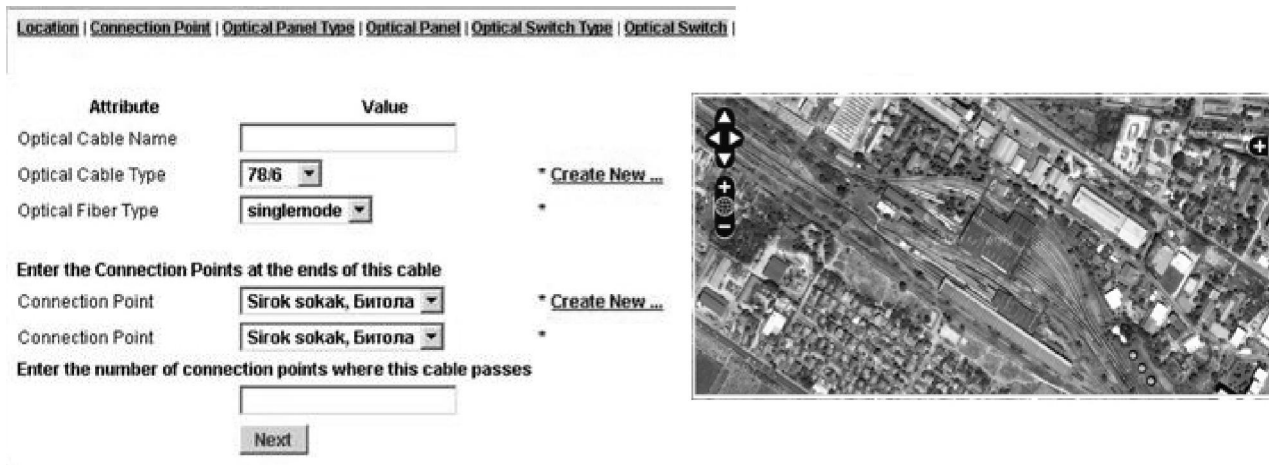 Location | Connection Point | Optical Panel Type | Optical Panel | Optical Switch Type | Optical Switch |
Attribute Value
Optical Cable Name
Optical Cable Type 78/6 * Create New ...
Optical Fiber Type singlemode *
Enter the Connection Points at the ends of this cable
Connection Point Sirok sokak, Битола * Create New ...
Connection Point Sirok sokak, Битола *
Enter the number of connection points where this cable passes
Next